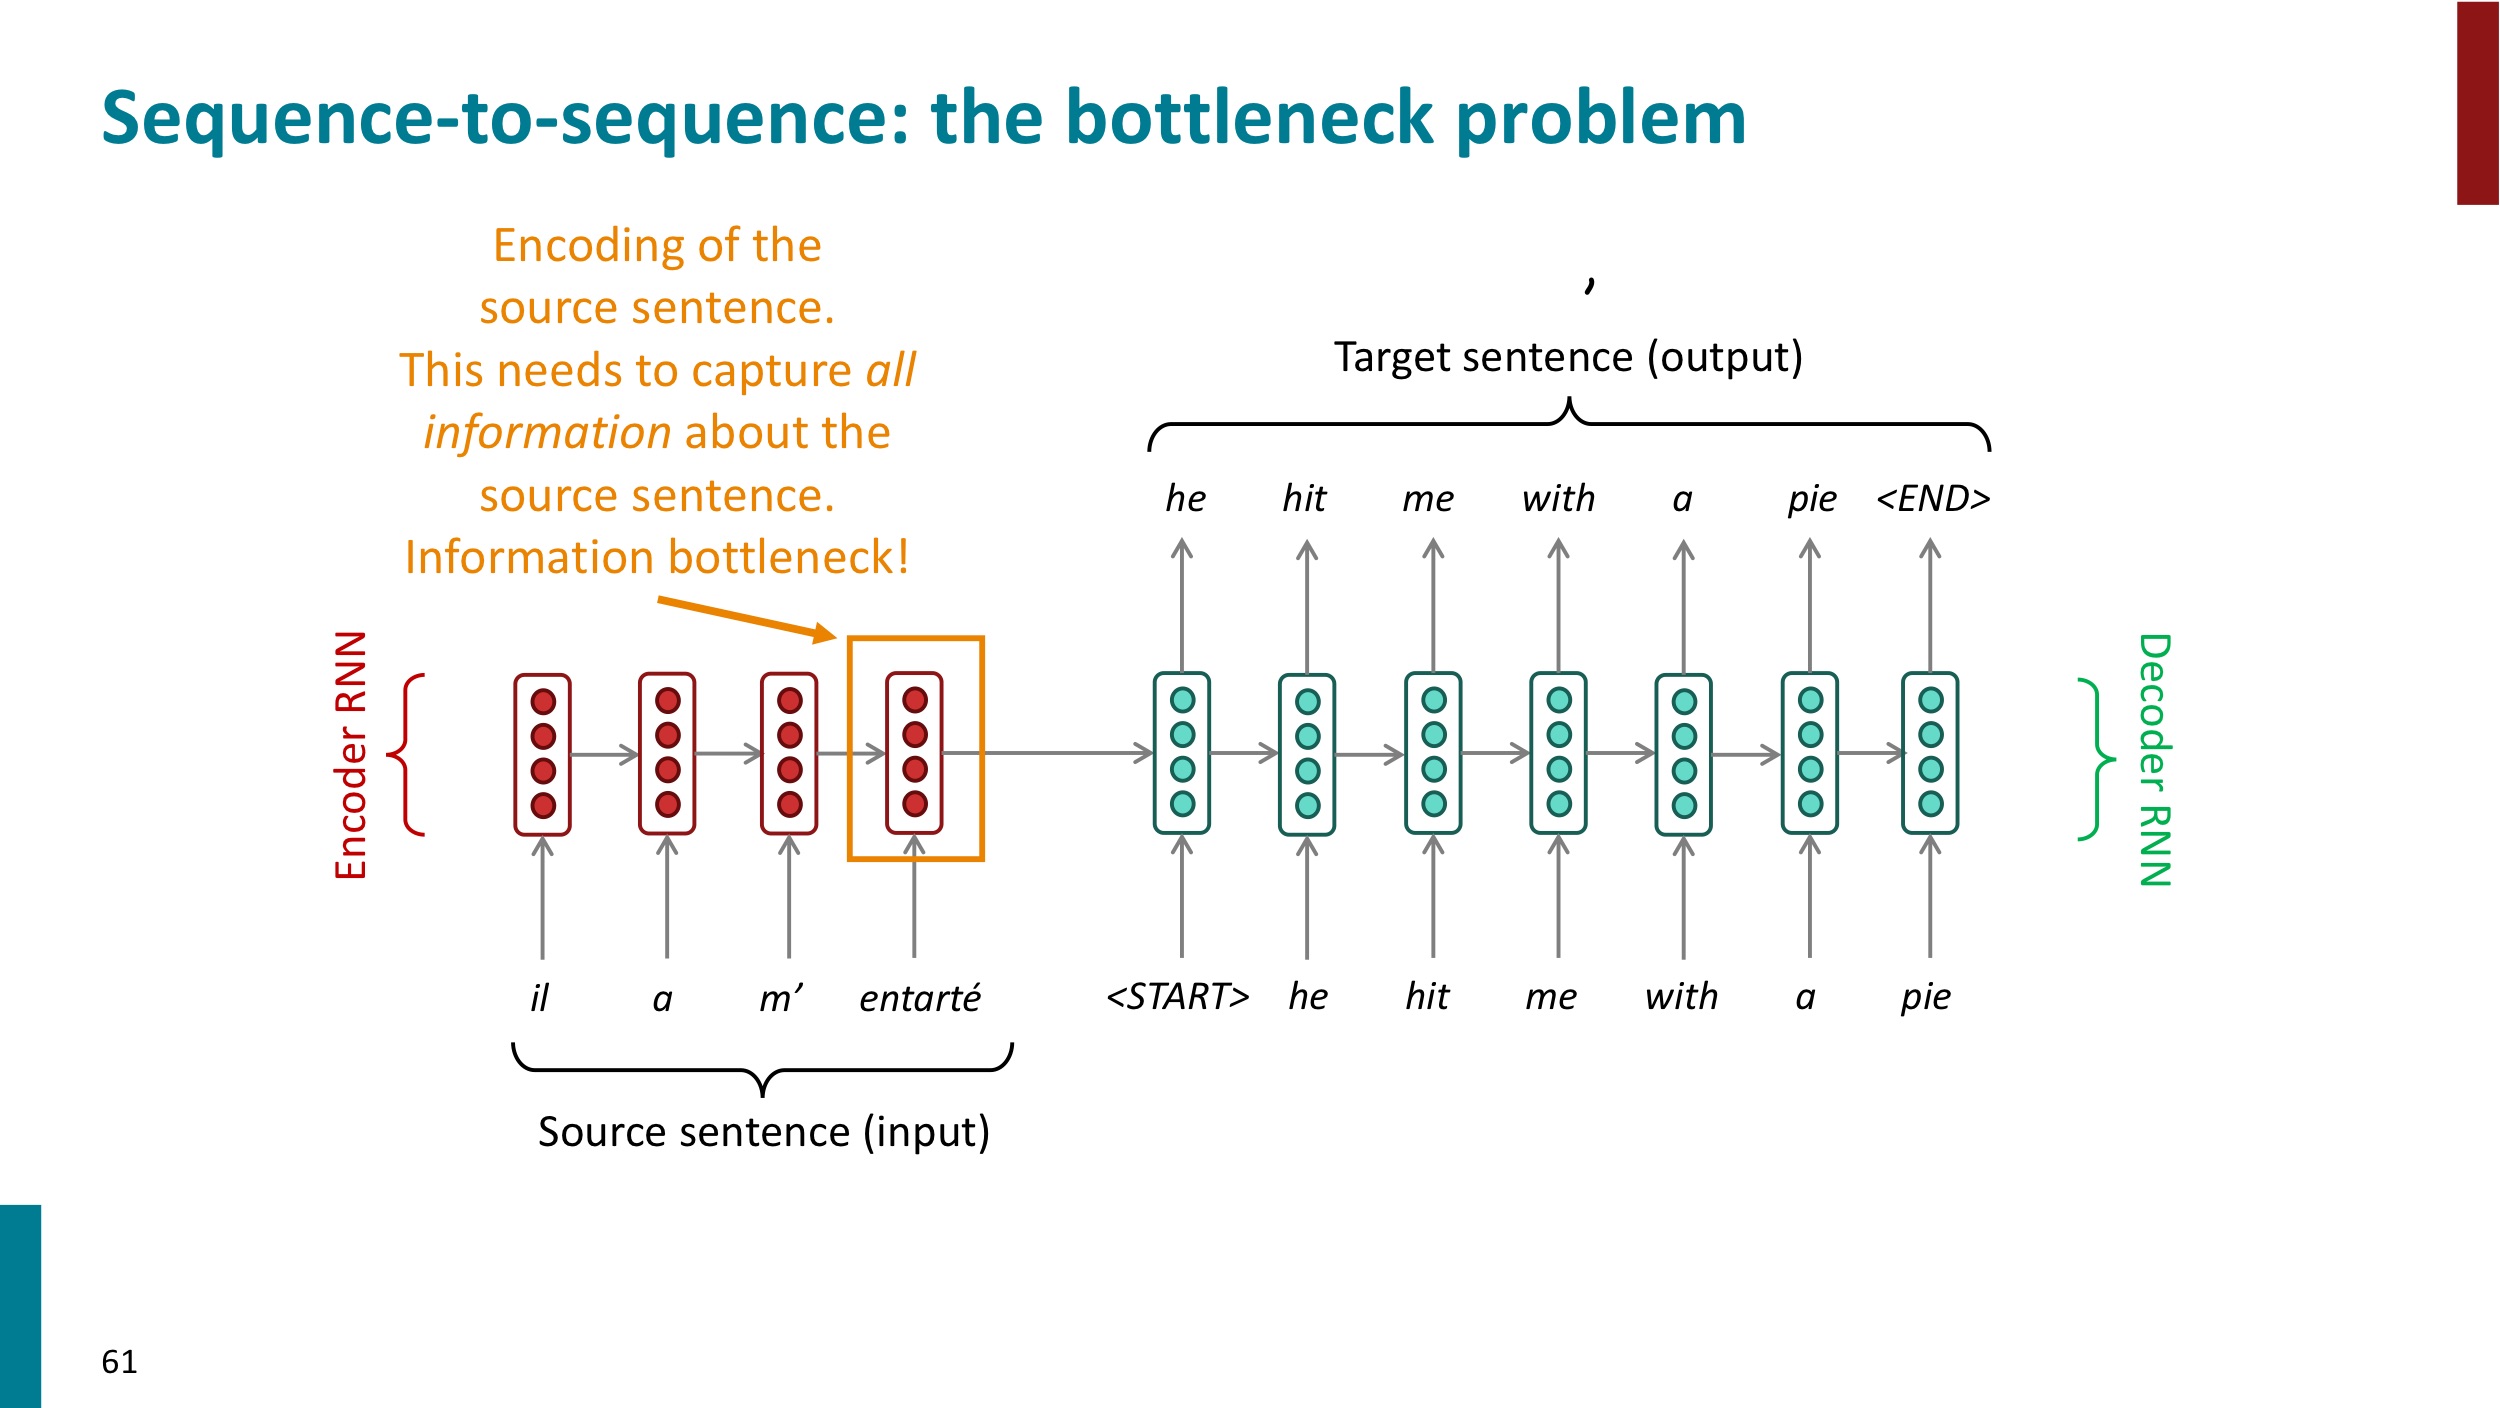 Sequence-to-sequence: the bottleneck problem
Encoding of the
source sentence.
This needs to capture all
information about the
source sentence.
Information bottleneck!
,
Target sentence (output)
he hit me with a pie <END>
Encoder RNN
Decoder RNN
il a m’ entarté <START> he hit me with a pie
Source sentence (input)
61